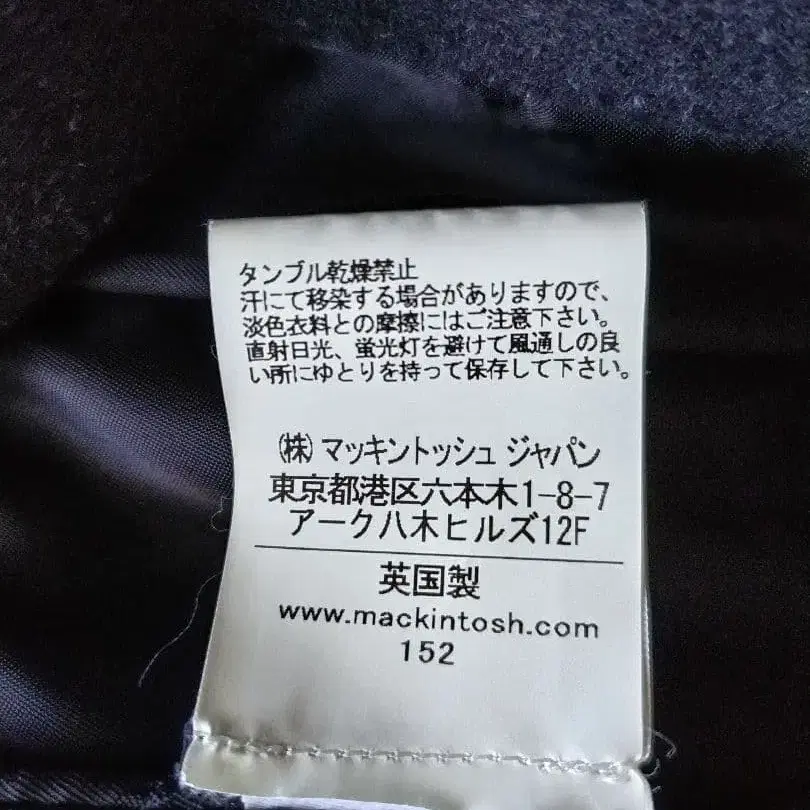 タンブル乾燥禁止
汗にて移染する場合がありますので、
淡色衣料との摩擦にはご注意下さい。
直射日光、蛍光灯を避けて風通しの良
い所にゆとりを持って保存して下さい。
㈱マッキントッシュ ジャパン
東京都港区六本木1-8-7
アーク八木ヒルズ12F
英国製
www.mackintosh.com
152